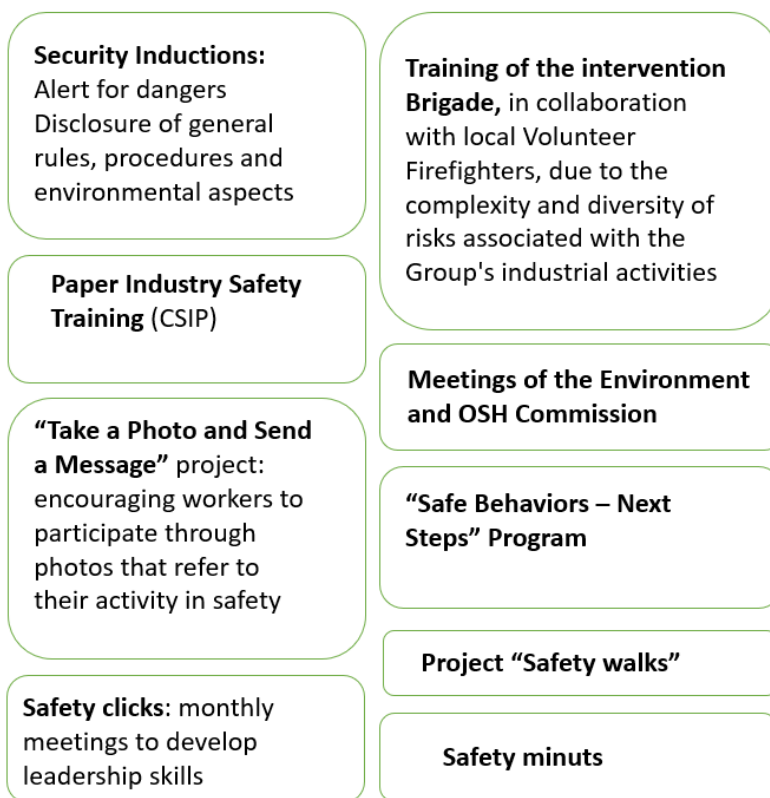 Security Inductions:
Alert for dangers
Disclosure of general
rules, procedures and
environmental aspects
Paper Industry Safety
Training (CSIP)
“Take a Photo and Send
a Message” project:
encouraging workers to
participate through
photos that refer to
their activity in safety
Safety clicks: monthly
meetings to develop
leadership skills
Training of the intervention
Brigade, in collaboration
with local Volunteer
Firefighters, due to the
complexity and diversity of
risks associated with the
Group's industrial activities
Meetings of the Environment
and OSH Commission
“Safe Behaviors – Next
Steps” Program
Project “Safety walks”
Safety minuts